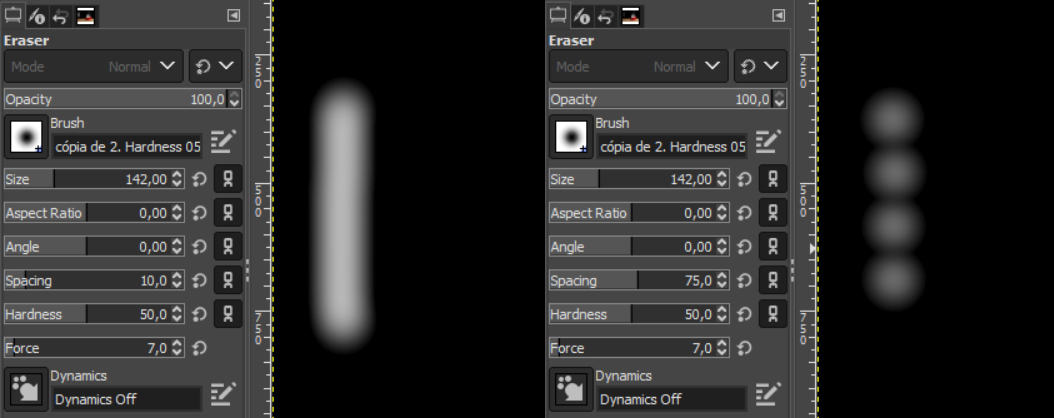 Eraser
Mode Normal
Opacity 100,0
Brush
cópia de 2. Hardness 05
Size 142,00
Aspect Ratio 0,00
Angle 0,00
Spacing 10,0
Hardness 50,0
Force 7,0
Dynamics
Dynamics Off
250
500
750
Eraser
Mode Normal
Opacity 100,0
Brush
cópia de 2. Hardness 05
Size 142,00
Aspect Ratio 0,00
Angle 0,00
Spacing 75,0
Hardness 50,0
Force 7,0
Dynamics
Dynamics Off
250
500
750